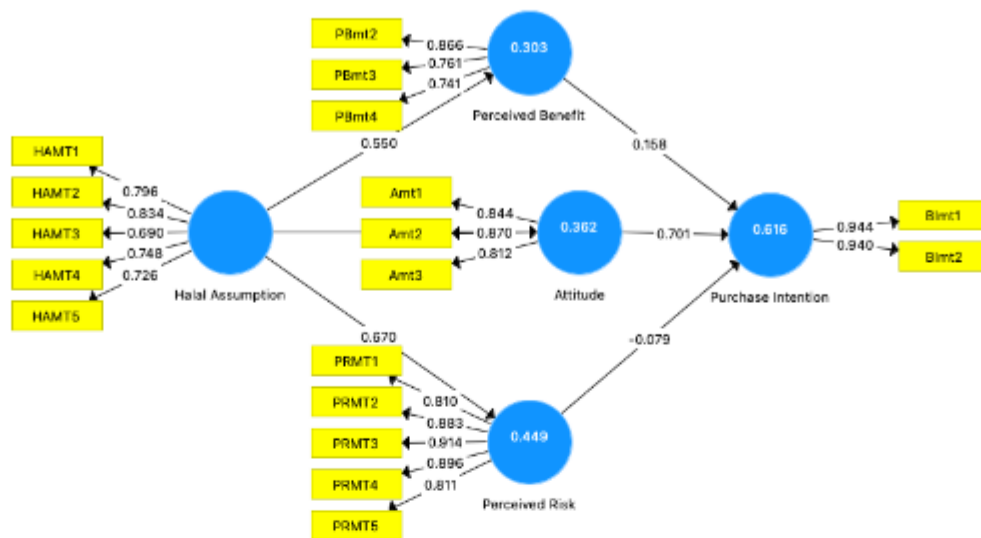 PBmt2
PBmt3
PBmt4
0.866
0.761
0.741
0.303
Perceived Benefit
0.550
0.158
HAMT1
HAMT2
HAMT3
HAMT4
HAMT5
0.796
0.834
0.690
0.748
0.726
Halal Assumption
Amt1
Amt2
Amt3
0.844
0.870
0.812
0.362
Attitude
0.701
0.616
Purchase Intention
0.944
0.940
BImt1
BImt2
0.670
-0.079
PRMT1
PRMT2
PRMT3
PRMT4
PRMT5
0.810
0.883
0.914
0.896
0.811
0.449
Perceived Risk